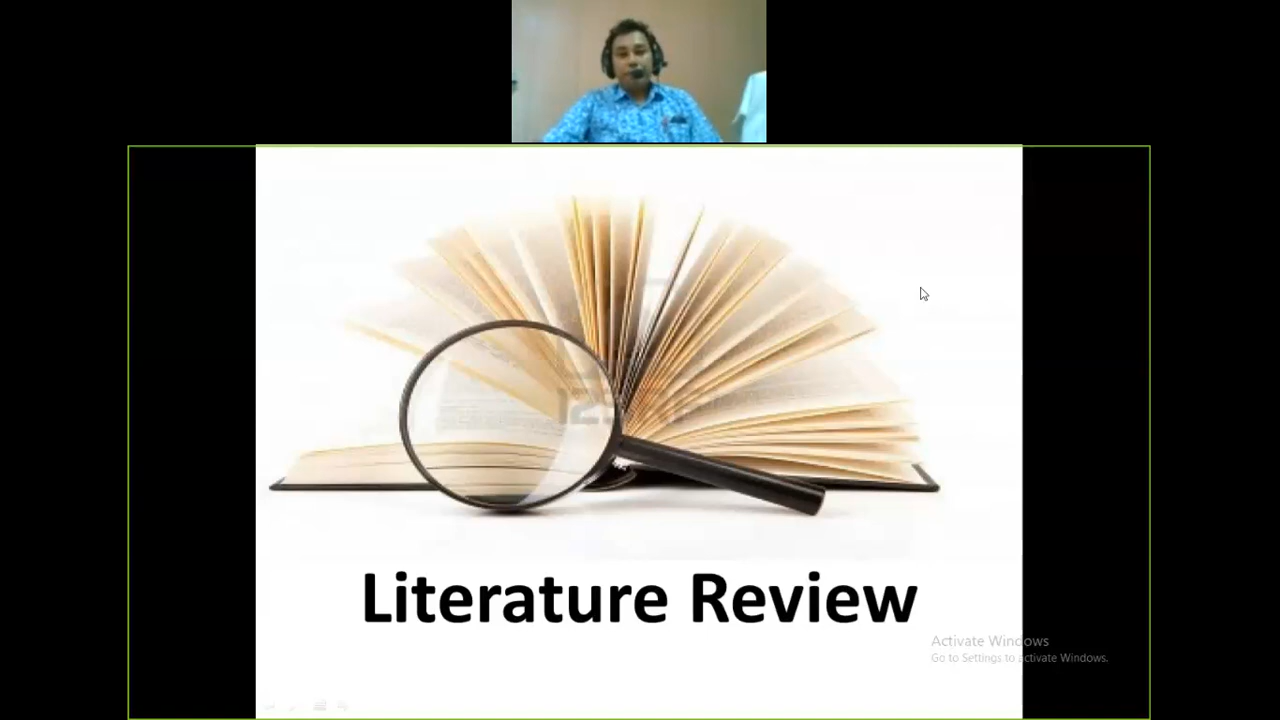 Literature Review
Activate Windows
Go to Settings to activate Windows.